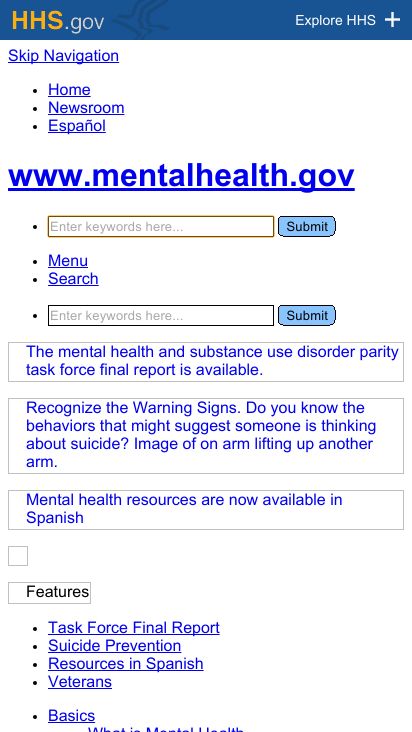 HHS.gov
Explore HHS +
Skip Navigation
Home
Newsroom
Español
www.mentalhealth.gov
Enter keywords here... Submit
Menu
Search
Enter keywords here... Submit
The mental health and substance use disorder parity
task force final report is available.
Recognize the Warning Signs. Do you know the
behaviors that might suggest someone is thinking
about suicide? Image of on arm lifting up another
arm.
Mental health resources are now available in
Spanish
Features
Task Force Final Report
Suicide Prevention
Resources in Spanish
Veterans
Basics
What is Mental Health